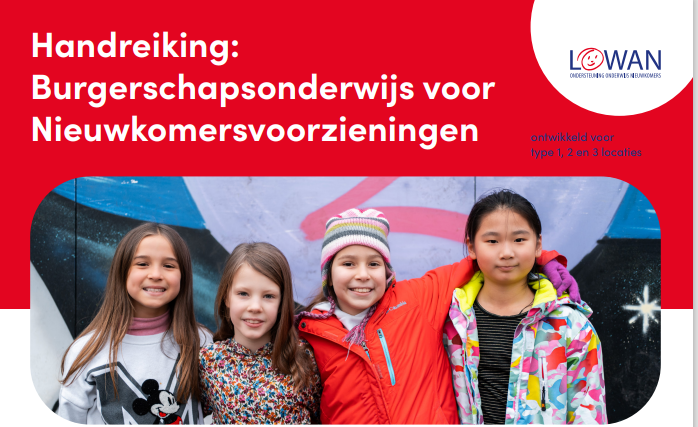 Handreiking:
Burgerschapsonderwijs voor
Nieuwkomersvoorzieningen
LOWAN
ONDERSTEUNING ONDERWIJS NIEUWKOMERS
ontwikkeld voor
type 1, 2 en 3 locaties